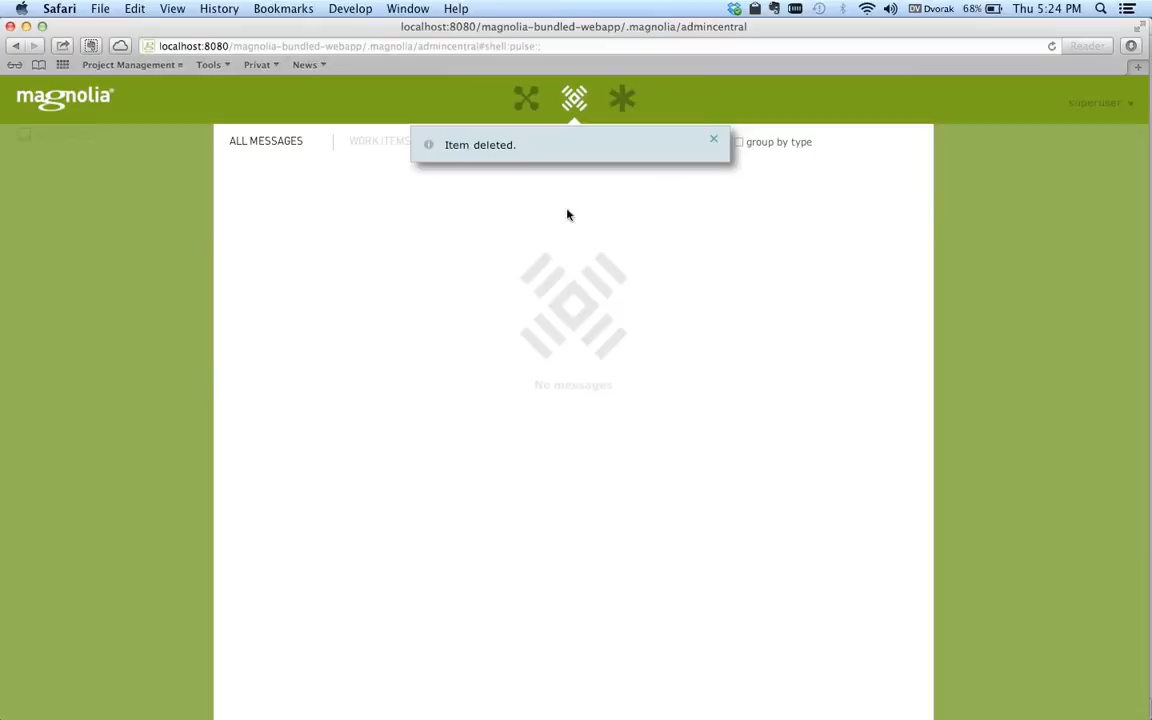 Safari File Edit View History Bookmarks Develop Window Help DV Dvorak 68% Thu 5:24 PM
localhost:8080/magnolia-bundled-webapp/.magnolia/admincentral
localhost:8080/magnolia-bundled-webapp/.magnolia/admincentral#shell:pulse:; Reader
Project Management Tools Privat News
magnolia® superuser
ALL MESSAGES WORK ITEMS Item deleted. group by type
No messages